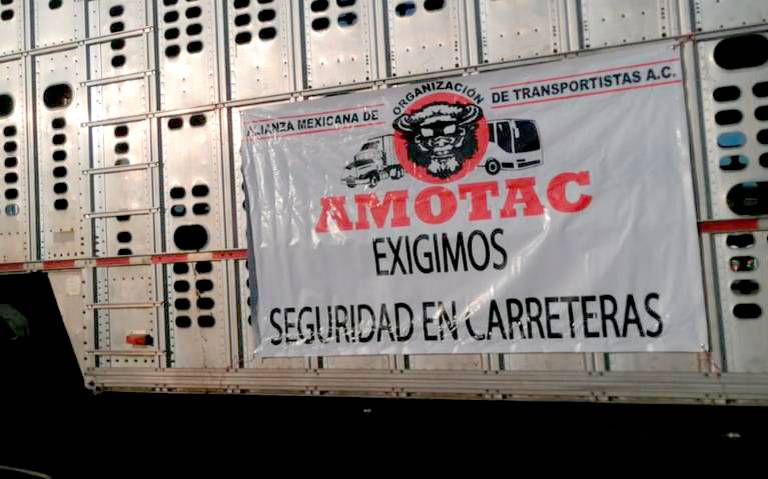 ALIANZA MEXICANA DE ORGANIZACIÓN DE TRANSPORTISTAS A.C.
AMOTAC
EXIGIMOS
SEGURIDAD EN CARRETERAS